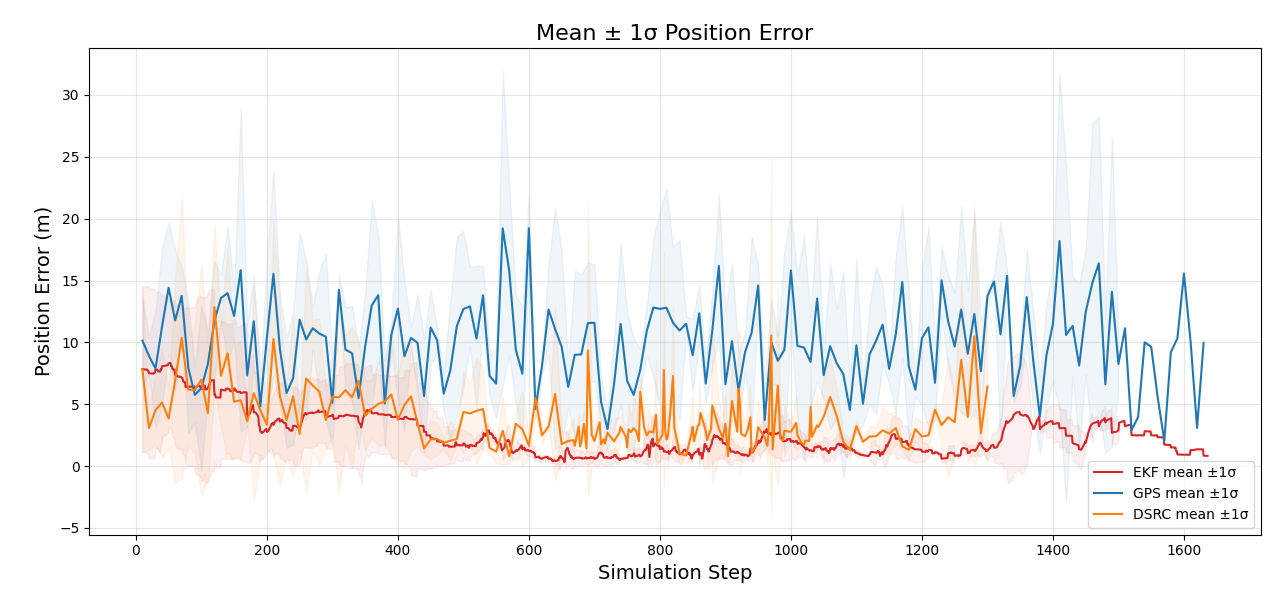 Mean ± 1σ Position Error
Position Error (m)
30
25
20
15
10
5
0
−5
0 200 400 600 800 1000 1200 1400 1600
Simulation Step
EKF mean ±1σ
GPS mean ±1σ
DSRC mean ±1σ